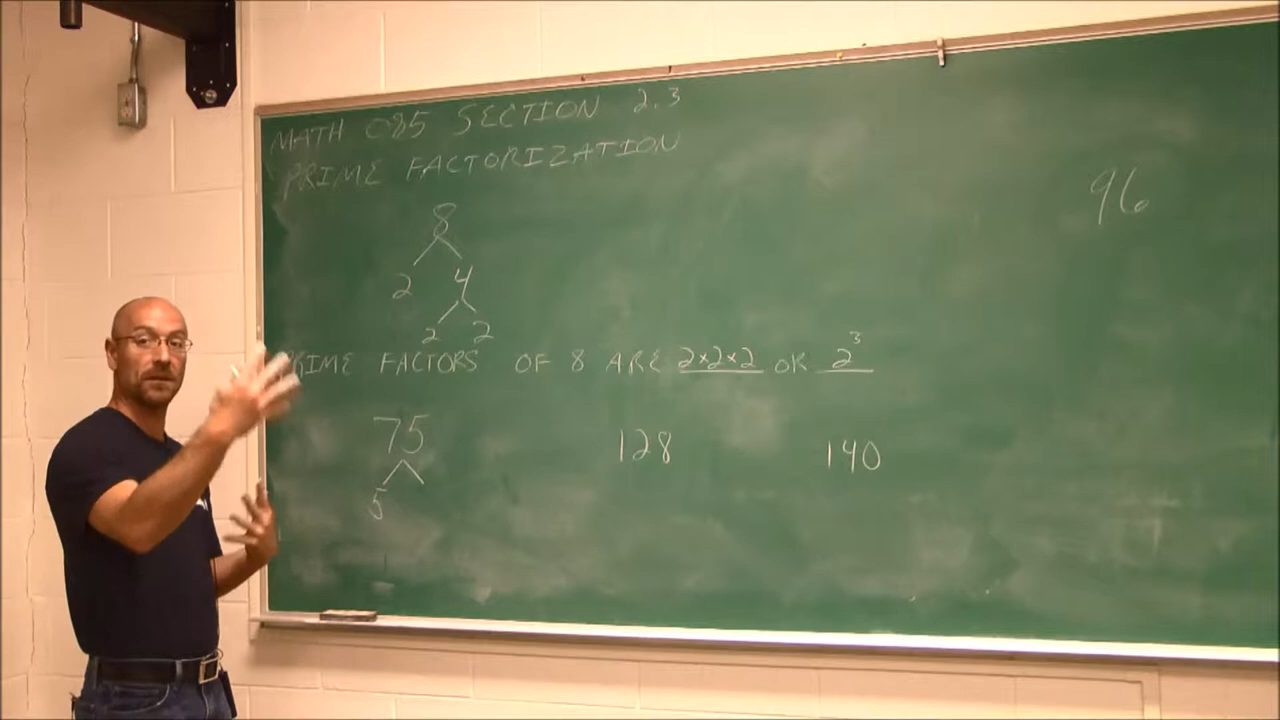 MATH 085 SECTION 2.3
PRIME FACTORIZATION
96
8
2 4
2 2
PRIME FACTORS OF 8 ARE 2×2×2 OR 2³
75 128 140
5